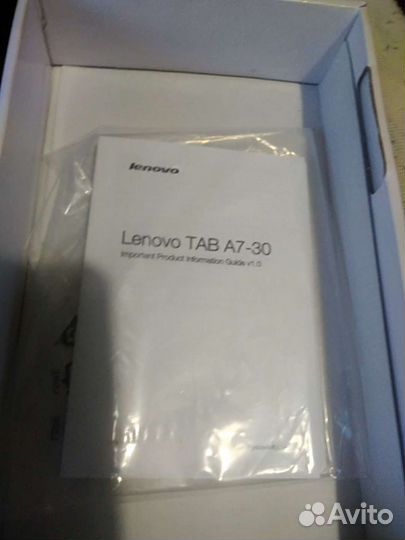 lenovo
Lenovo TAB A7-30
Important Product Information Guide v1.0
Avito